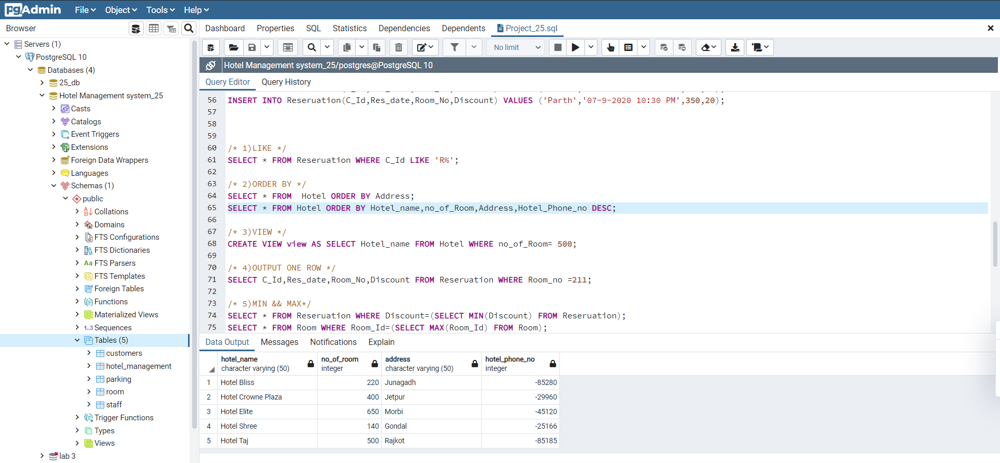 pgAdmin File Object Tools Help
Browser
Dashboard Properties SQL Statistics Dependencies Dependents Project_25.sql
Servers (1)
PostgreSQL 10
Databases (4)
25_db
Hotel Management system_25
Casts
Catalogs
Event Triggers
Extensions
Foreign Data Wrappers
Languages
Schemas (1)
public
Collations
Domains
FTS Configurations
FTS Dictionaries
Aa FTS Parsers
FTS Templates
Foreign Tables
Functions
Materialized Views
1..3 Sequences
Tables (5)
customers
hotel_management
parking
room
staff
Trigger Functions
Types
Views
lab 3
No limit
Hotel Management system_25/postgres@PostgreSQL 10
Query Editor Query History
56 INSERT INTO Reseruation(C_Id,Res_date,Room_No,Discount) VALUES ('Parth','07-9-2020 10:30 PM',350,20);
57
58
59
60 /* 1)LIKE */
61 SELECT * FROM Reseruation WHERE C_Id LIKE 'R%';
62
63 /* 2)ORDER BY */
64 SELECT * FROM  Hotel ORDER BY Address;
65 SELECT * FROM Hotel ORDER BY Hotel_name,no_of_Room,Address,Hotel_Phone_no DESC;
66
67 /* 3)VIEW */
68 CREATE VIEW view AS SELECT Hotel_name FROM Hotel WHERE no_of_Room= 500;
69
70 /* 4)OUTPUT ONE ROW */
71 SELECT C_Id,Res_date,Room_No,Discount FROM Reseruation WHERE Room_no =211;
72
73 /* 5)MIN && MAX*/
74 SELECT * FROM Reseruation WHERE Discount=(SELECT MIN(Discount) FROM Reseruation);
75 SELECT * FROM Room WHERE Room_Id=(SELECT MAX(Room_Id) FROM Room);
Data Output Messages Notifications Explain
hotel_name no_of_room address hotel_phone_no
character varying (50) integer character varying (50) integer
1 Hotel Bliss 220 Junagadh -85280
2 Hotel Crowne Plaza 400 Jetpur -29960
3 Hotel Elite 650 Morbi -45120
4 Hotel Shree 140 Gondal -25166
5 Hotel Taj 500 Rajkot -85185